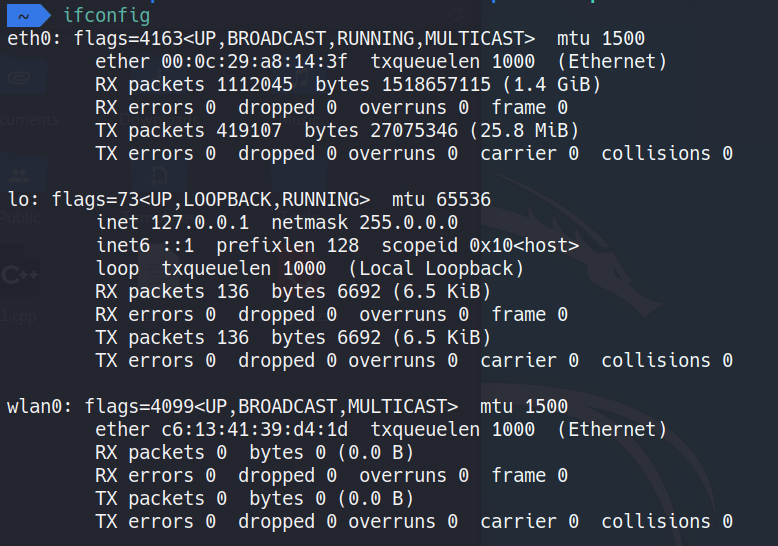 ~ ifconfig
eth0: flags=4163<UP,BROADCAST,RUNNING,MULTICAST>  mtu 1500
        ether 00:0c:29:a8:14:3f  txqueuelen 1000  (Ethernet)
        RX packets 1112045  bytes 1518657115 (1.4 GiB)
        RX errors 0  dropped 0  overruns 0  frame 0
        TX packets 419107  bytes 27075346 (25.8 MiB)
        TX errors 0  dropped 0 overruns 0  carrier 0  collisions 0

lo: flags=73<UP,LOOPBACK,RUNNING>  mtu 65536
        inet 127.0.0.1  netmask 255.0.0.0
        inet6 ::1  prefixlen 128  scopeid 0x10<host>
        loop  txqueuelen 1000  (Local Loopback)
        RX packets 136  bytes 6692 (6.5 KiB)
        RX errors 0  dropped 0  overruns 0  frame 0
        TX packets 136  bytes 6692 (6.5 KiB)
        TX errors 0  dropped 0 overruns 0  carrier 0  collisions 0

wlan0: flags=4099<UP,BROADCAST,MULTICAST>  mtu 1500
        ether c6:13:41:39:d4:1d  txqueuelen 1000  (Ethernet)
        RX packets 0  bytes 0 (0.0 B)
        RX errors 0  dropped 0  overruns 0  frame 0
        TX packets 0  bytes 0 (0.0 B)
        TX errors 0  dropped 0 overruns 0  carrier 0  collisions 0
cuments
Public
C++
1.cpp